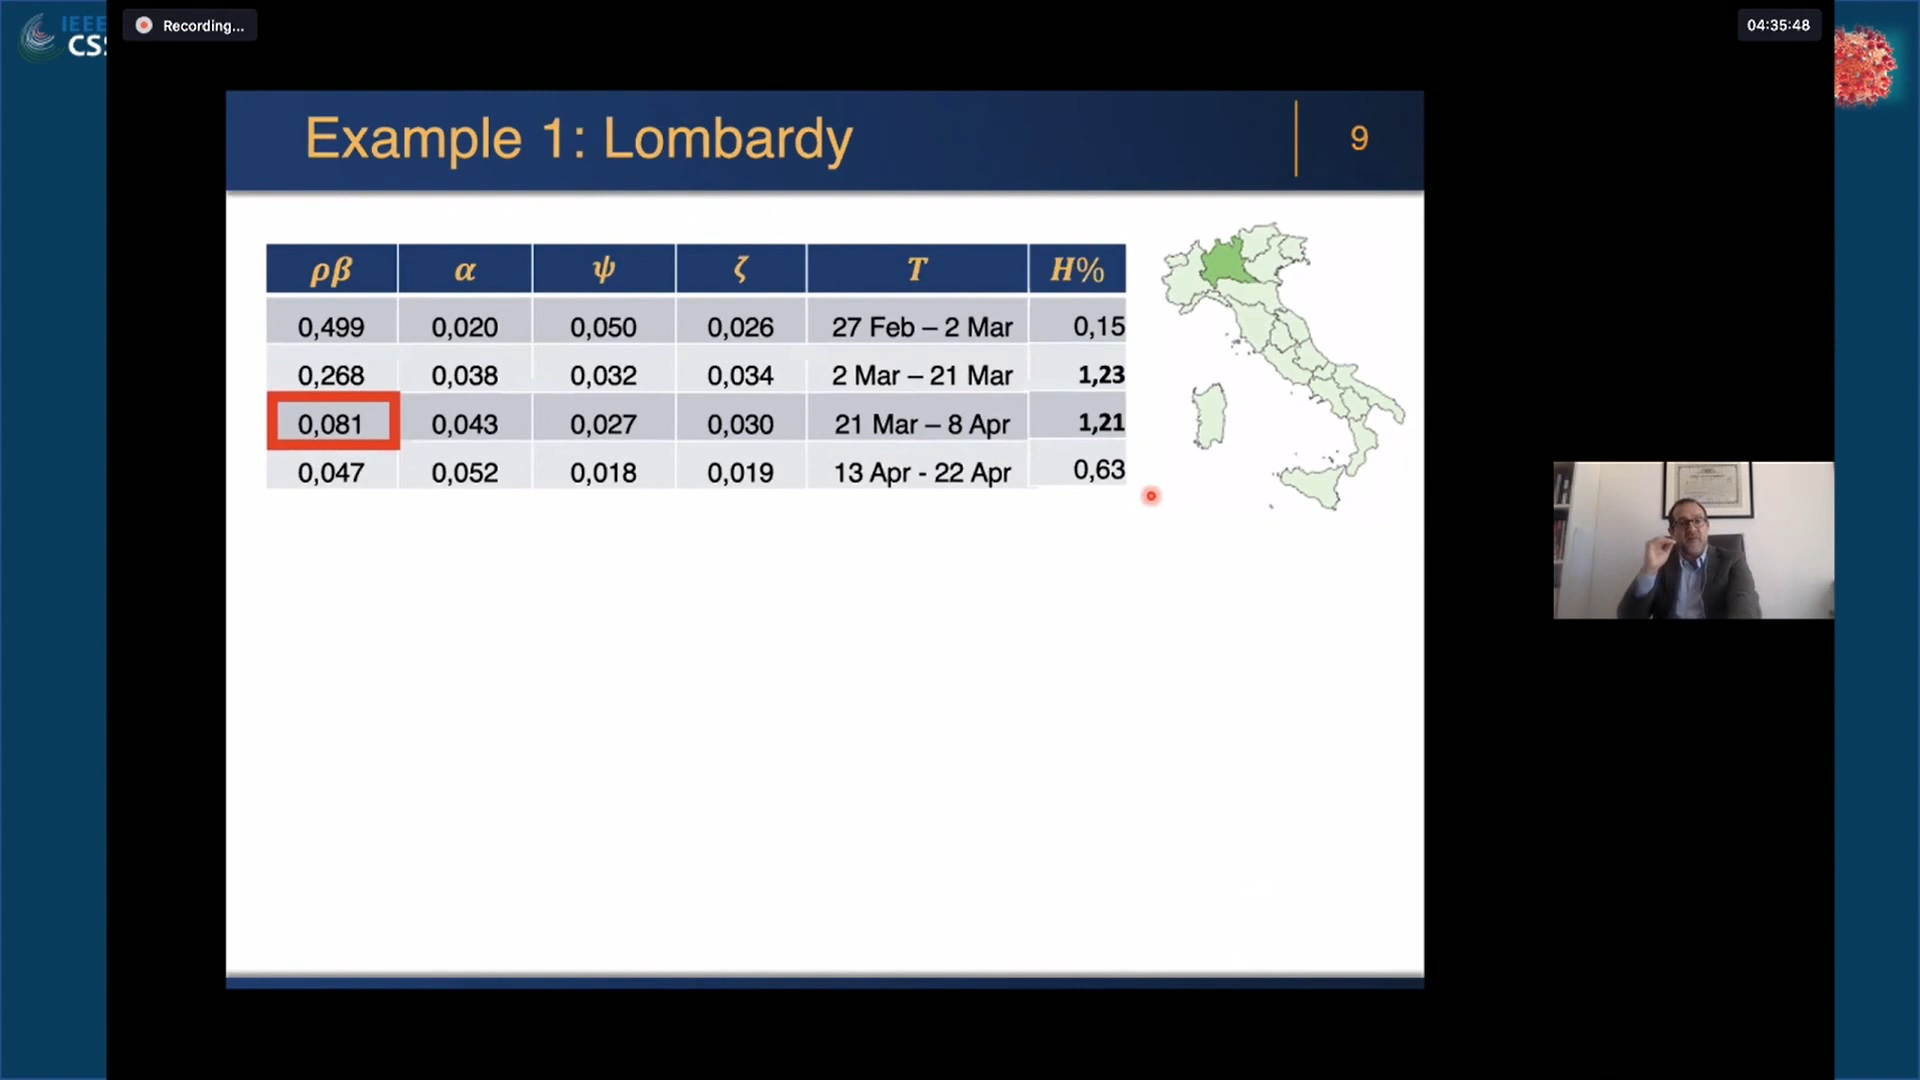 IEEE
CSS
Recording...
04:35:48
Example 1: Lombardy
9
ρβ α ψ ζ T H%
0,499 0,020 0,050 0,026 27 Feb – 2 Mar 0,15
0,268 0,038 0,032 0,034 2 Mar – 21 Mar 1,23
0,081 0,043 0,027 0,030 21 Mar – 8 Apr 1,21
0,047 0,052 0,018 0,019 13 Apr - 22 Apr 0,63